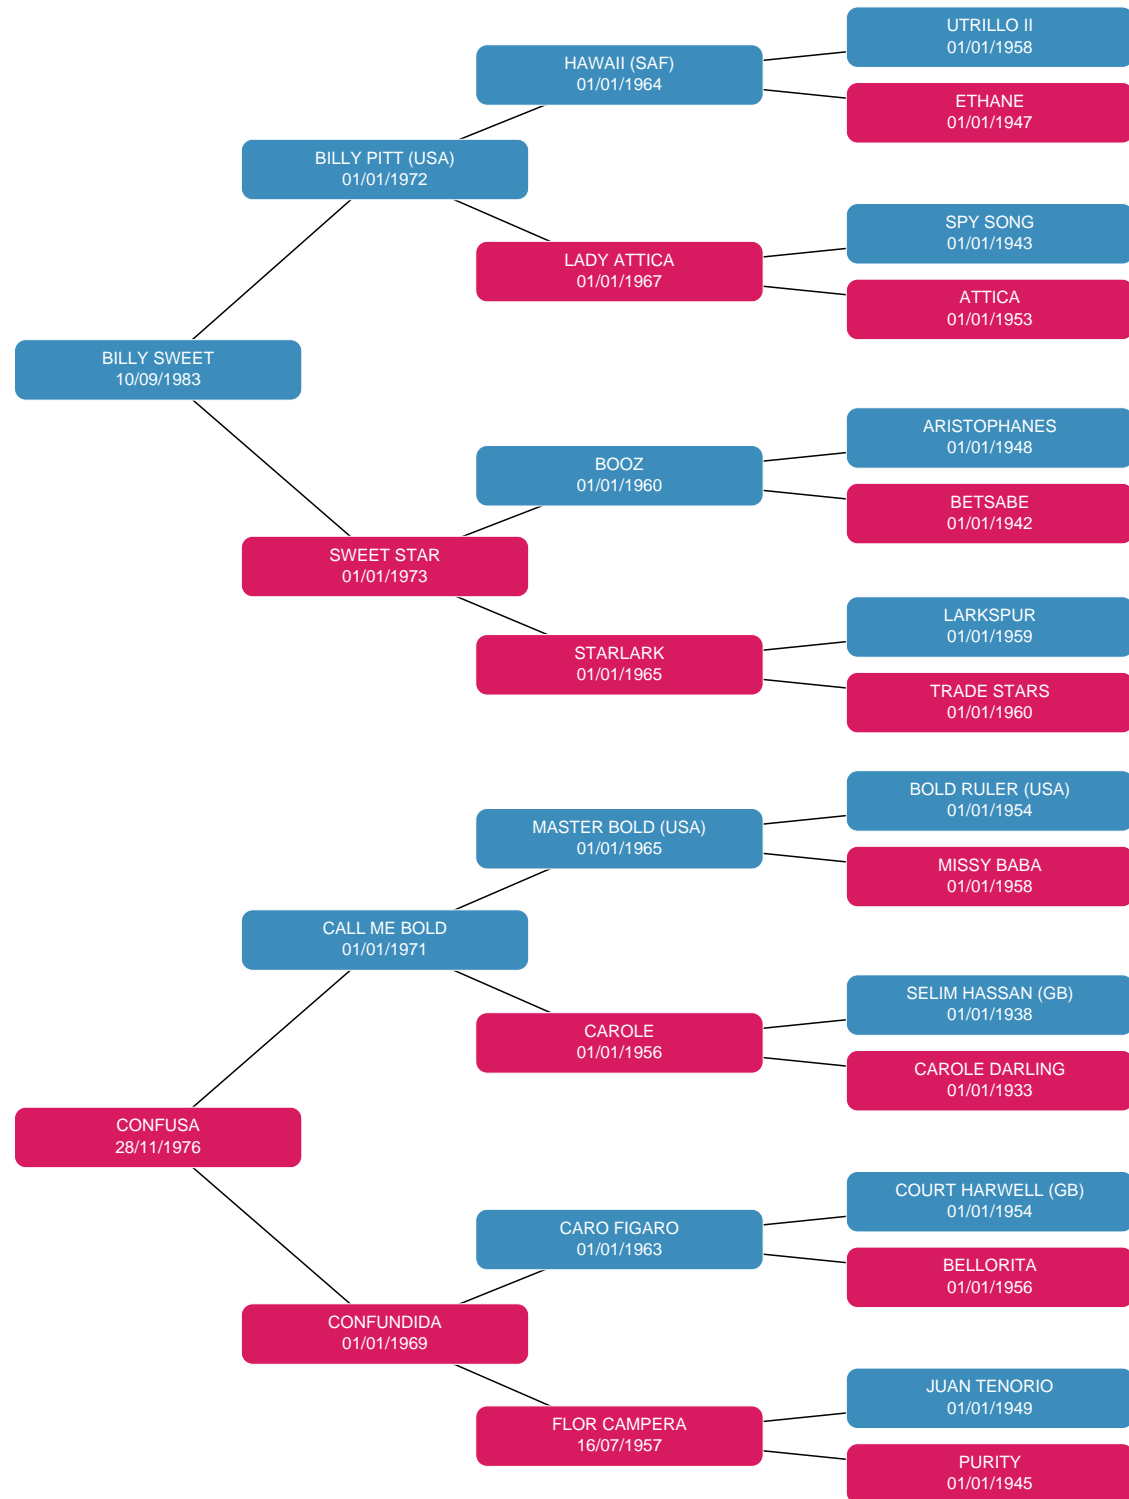 UTRILLO II
01/01/1958
HAWAII (SAF)
01/01/1964
ETHANE
01/01/1947
BILLY PITT (USA)
01/01/1972
SPY SONG
01/01/1943
LADY ATTICA
01/01/1967
ATTICA
01/01/1953
BILLY SWEET
10/09/1983
ARISTOPHANES
01/01/1948
BOOZ
01/01/1960
BETSABE
01/01/1942
SWEET STAR
01/01/1973
LARKSPUR
01/01/1959
STARLARK
01/01/1965
TRADE STARS
01/01/1960
BOLD RULER (USA)
01/01/1954
MASTER BOLD (USA)
01/01/1965
MISSY BABA
01/01/1958
CALL ME BOLD
01/01/1971
SELIM HASSAN (GB)
01/01/1938
CAROLE
01/01/1956
CAROLE DARLING
01/01/1933
CONFUSA
28/11/1976
COURT HARWELL (GB)
01/01/1954
CARO FIGARO
01/01/1963
BELLORITA
01/01/1956
CONFUNDIDA
01/01/1969
JUAN TENORIO
01/01/1949
FLOR CAMPERA
16/07/1957
PURITY
01/01/1945